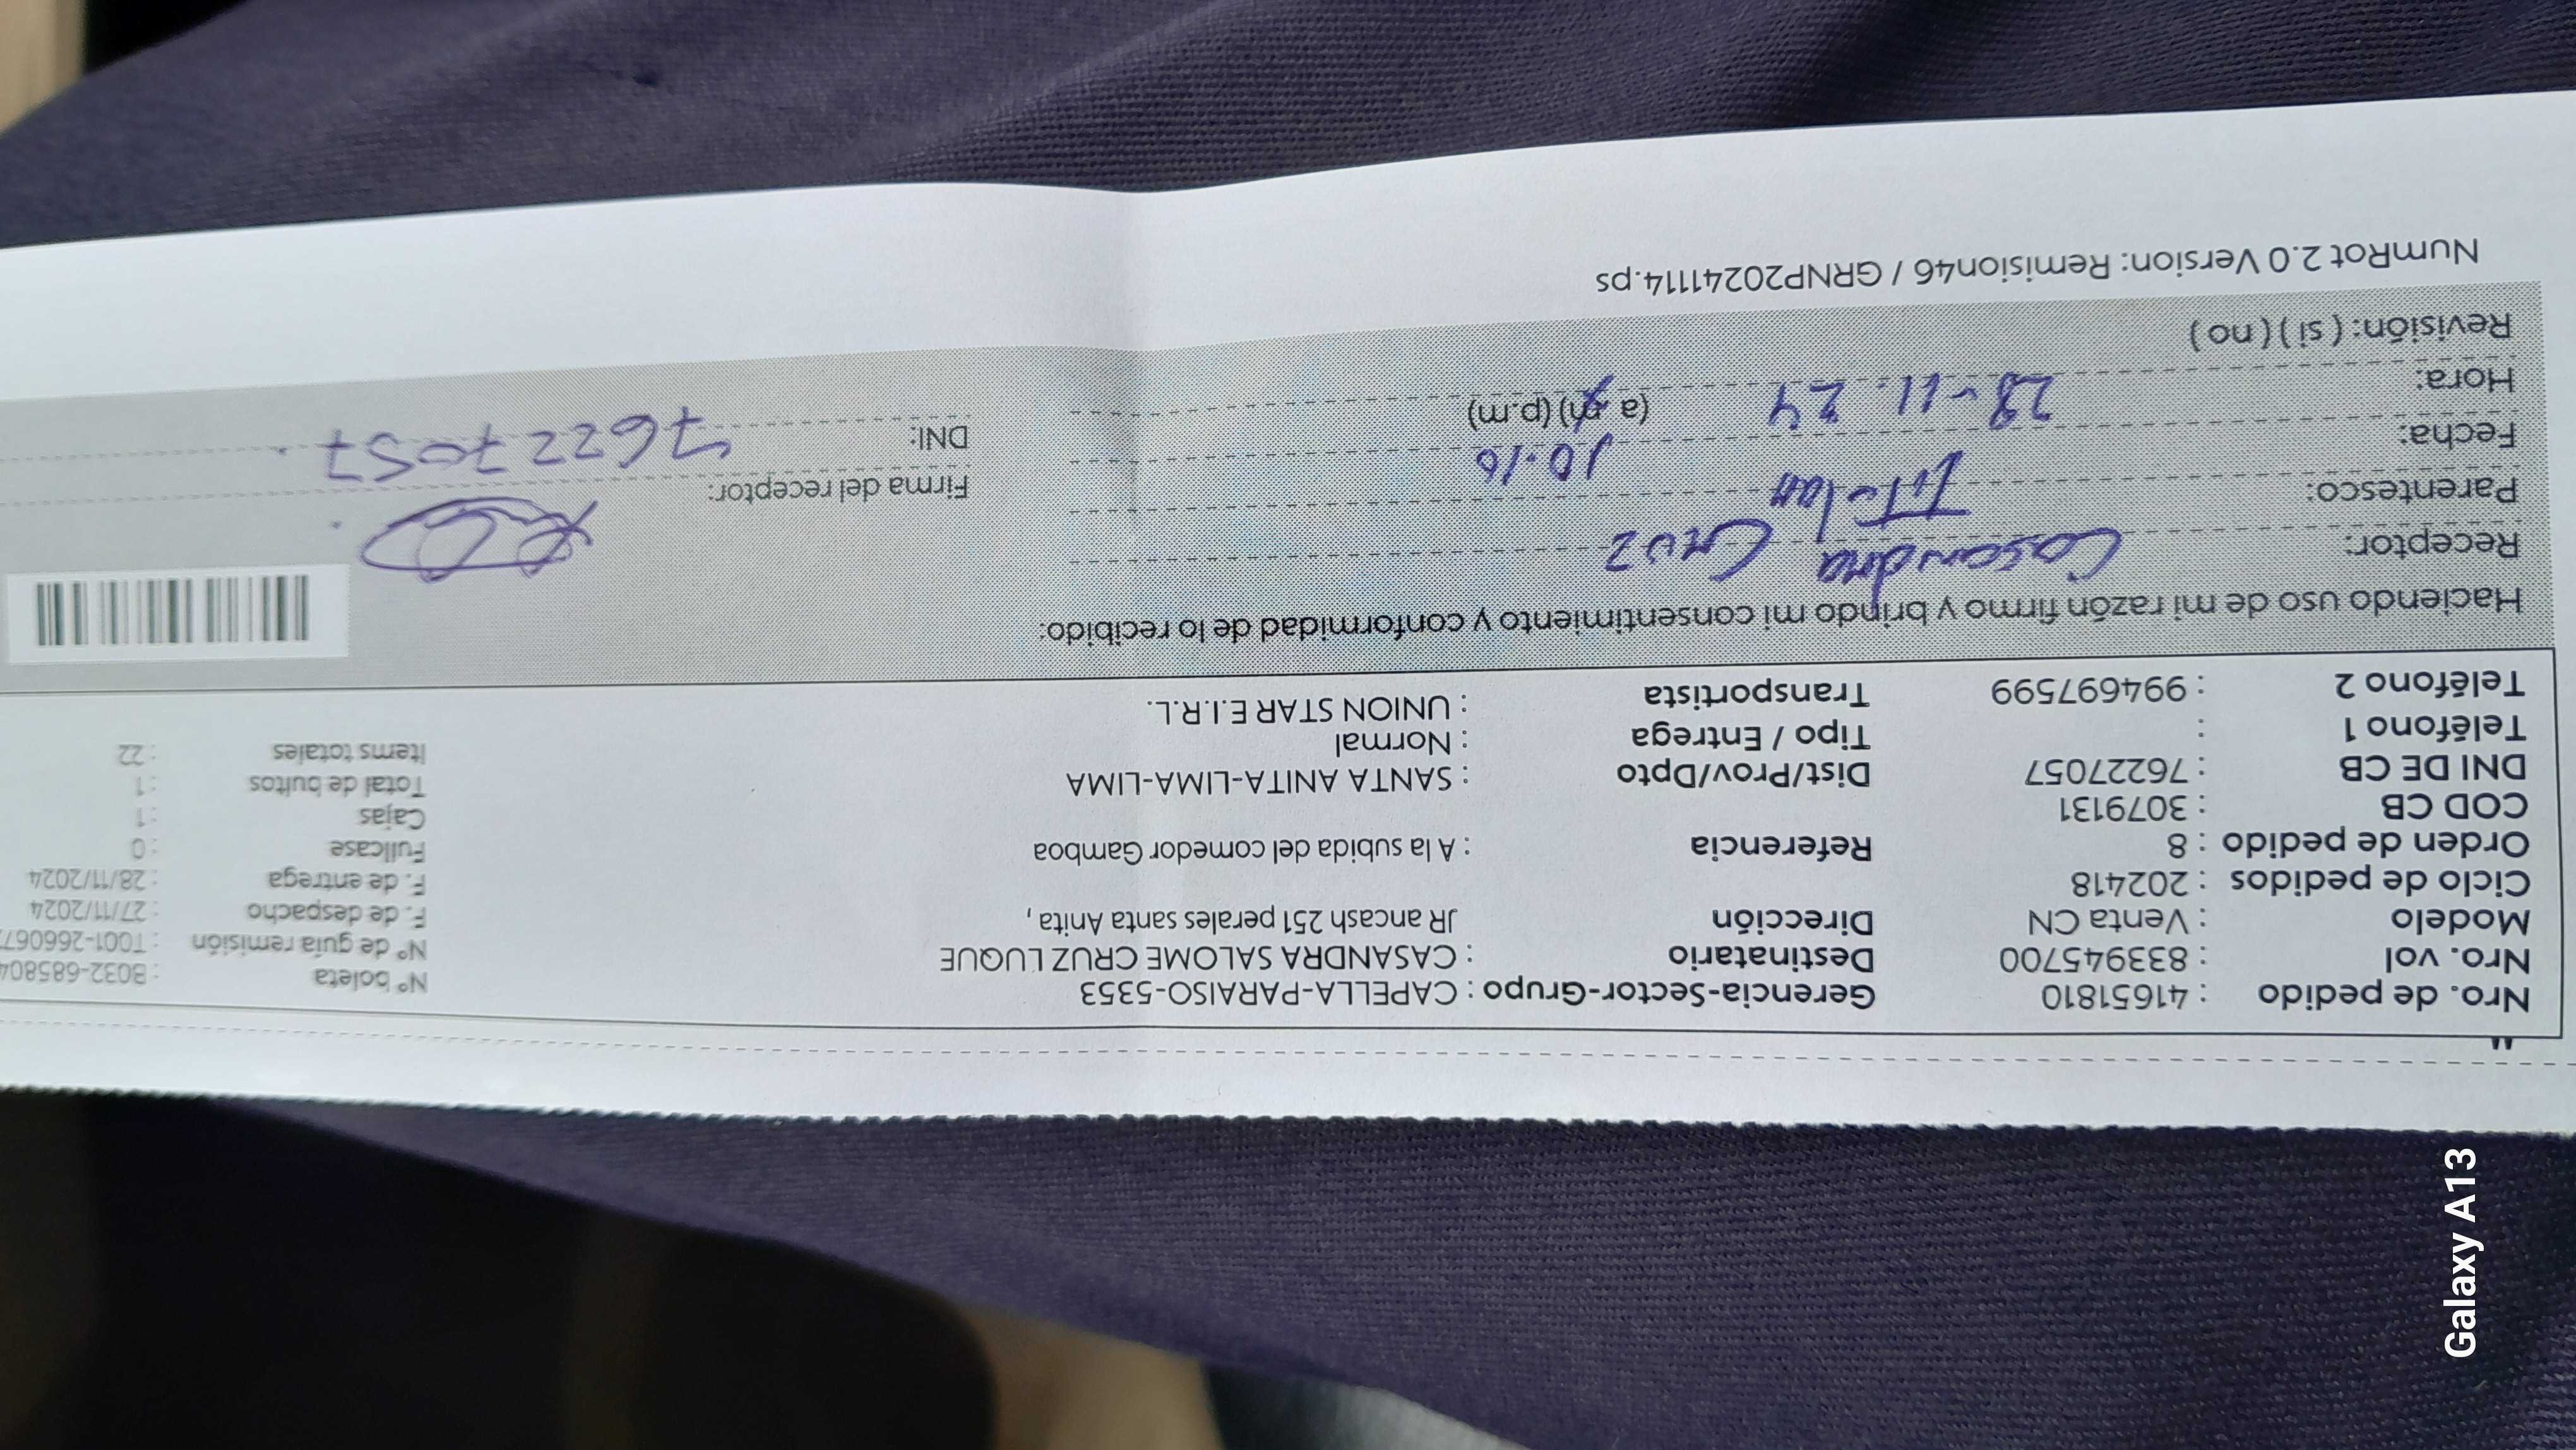 Nro. de pedido : 41651810 Gerencia-Sector-Grupo : CAPELLA-PARAISO-5353 Nº boleta : B032-685804
Nro. vol : 833945700 Destinatario : CASANDRA SALOME CRUZ LUQUE Nº de guía remisión : T001-266067
Modelo : Venta CN Dirección JR ancash 251 perales santa Anita , F. de despacho : 27/11/2024
Ciclo de pedidos : 202418 F. de entrega : 28/11/2024
Orden de pedido : 8 Referencia : A la subida del comedor Gamboa Fullcase : 0
COD CB : 3079131 Cajas : 1
DNI DE CB : 76227057 Dist/Prov/Dpto : SANTA ANITA-LIMA-LIMA Total de bultos : 1
Teléfono 1 : Tipo / Entrega : Normal Items totales : 22
Teléfono 2 : 994697599 Transportista : UNION STAR E.I.R.L.
Haciendo uso de mi razón firmo y brindo mi consentimiento y conformidad de lo recibido:
Receptor: Casandra Cruz
Parentesco: Titular Firma del receptor:
Fecha: 10.16 DNI: 76227057
Hora: 28-11.24 (a.m) (p.m)
Revisión: ( si ) ( no )
NumRot 2.0 Version: Remision46 / GRNP20241114.ps
Galaxy A13